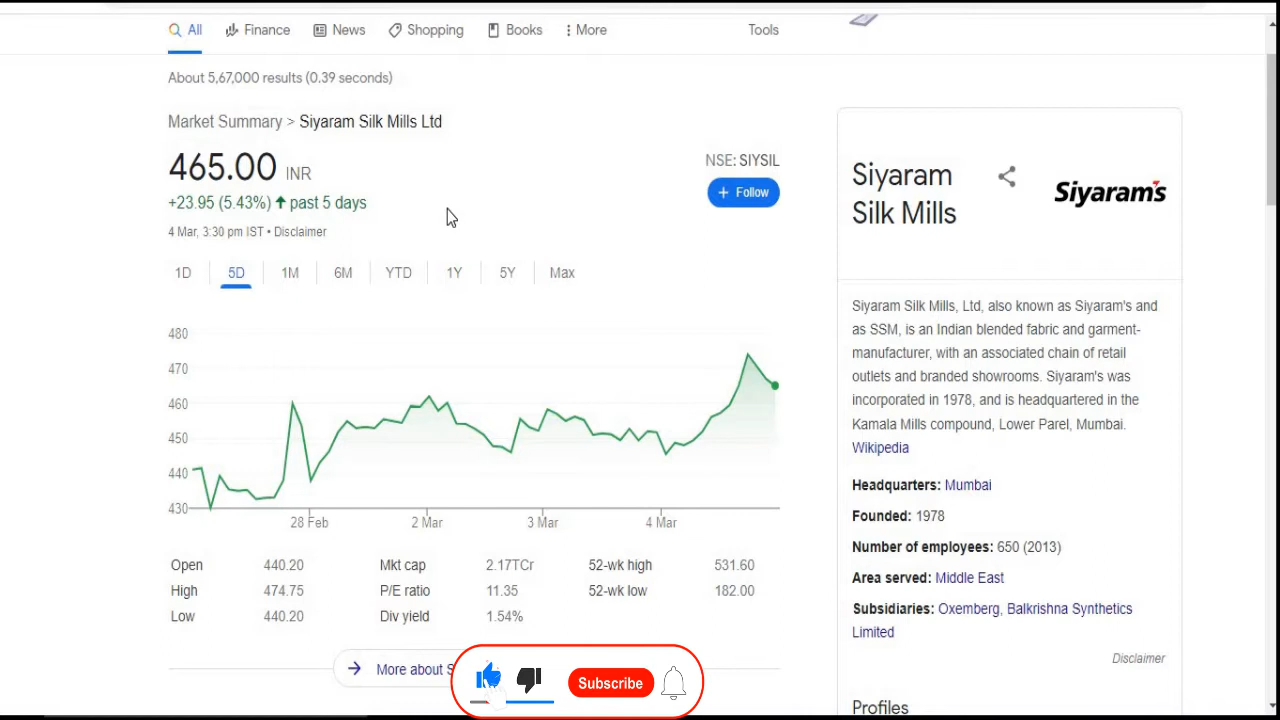 All Finance News Shopping Books More Tools
About 5,67,000 results (0.39 seconds)
Market Summary > Siyaram Silk Mills Ltd
465.00 INR
+23.95 (5.43%) past 5 days
4 Mar, 3:30 pm IST • Disclaimer
NSE: SIYSIL
+ Follow
1D 5D 1M 6M YTD 1Y 5Y Max
480
470
460
450
440
430
28 Feb 2 Mar 3 Mar 4 Mar
Open 440.20 Mkt cap 2.17TCr 52-wk high 531.60
High 474.75 P/E ratio 11.35 52-wk low 182.00
Low 440.20 Div yield 1.54%
More about S
Subscribe
Siyaram
Silk Mills
Siyaram's
Siyaram Silk Mills, Ltd, also known as Siyaram's and
as SSM, is an Indian blended fabric and garment-
manufacturer, with an associated chain of retail
outlets and branded showrooms. Siyaram's was
incorporated in 1978, and is headquartered in the
Kamala Mills compound, Lower Parel, Mumbai.
Wikipedia
Headquarters: Mumbai
Founded: 1978
Number of employees: 650 (2013)
Area served: Middle East
Subsidiaries: Oxemberg, Balkrishna Synthetics
Limited
Disclaimer
Profiles